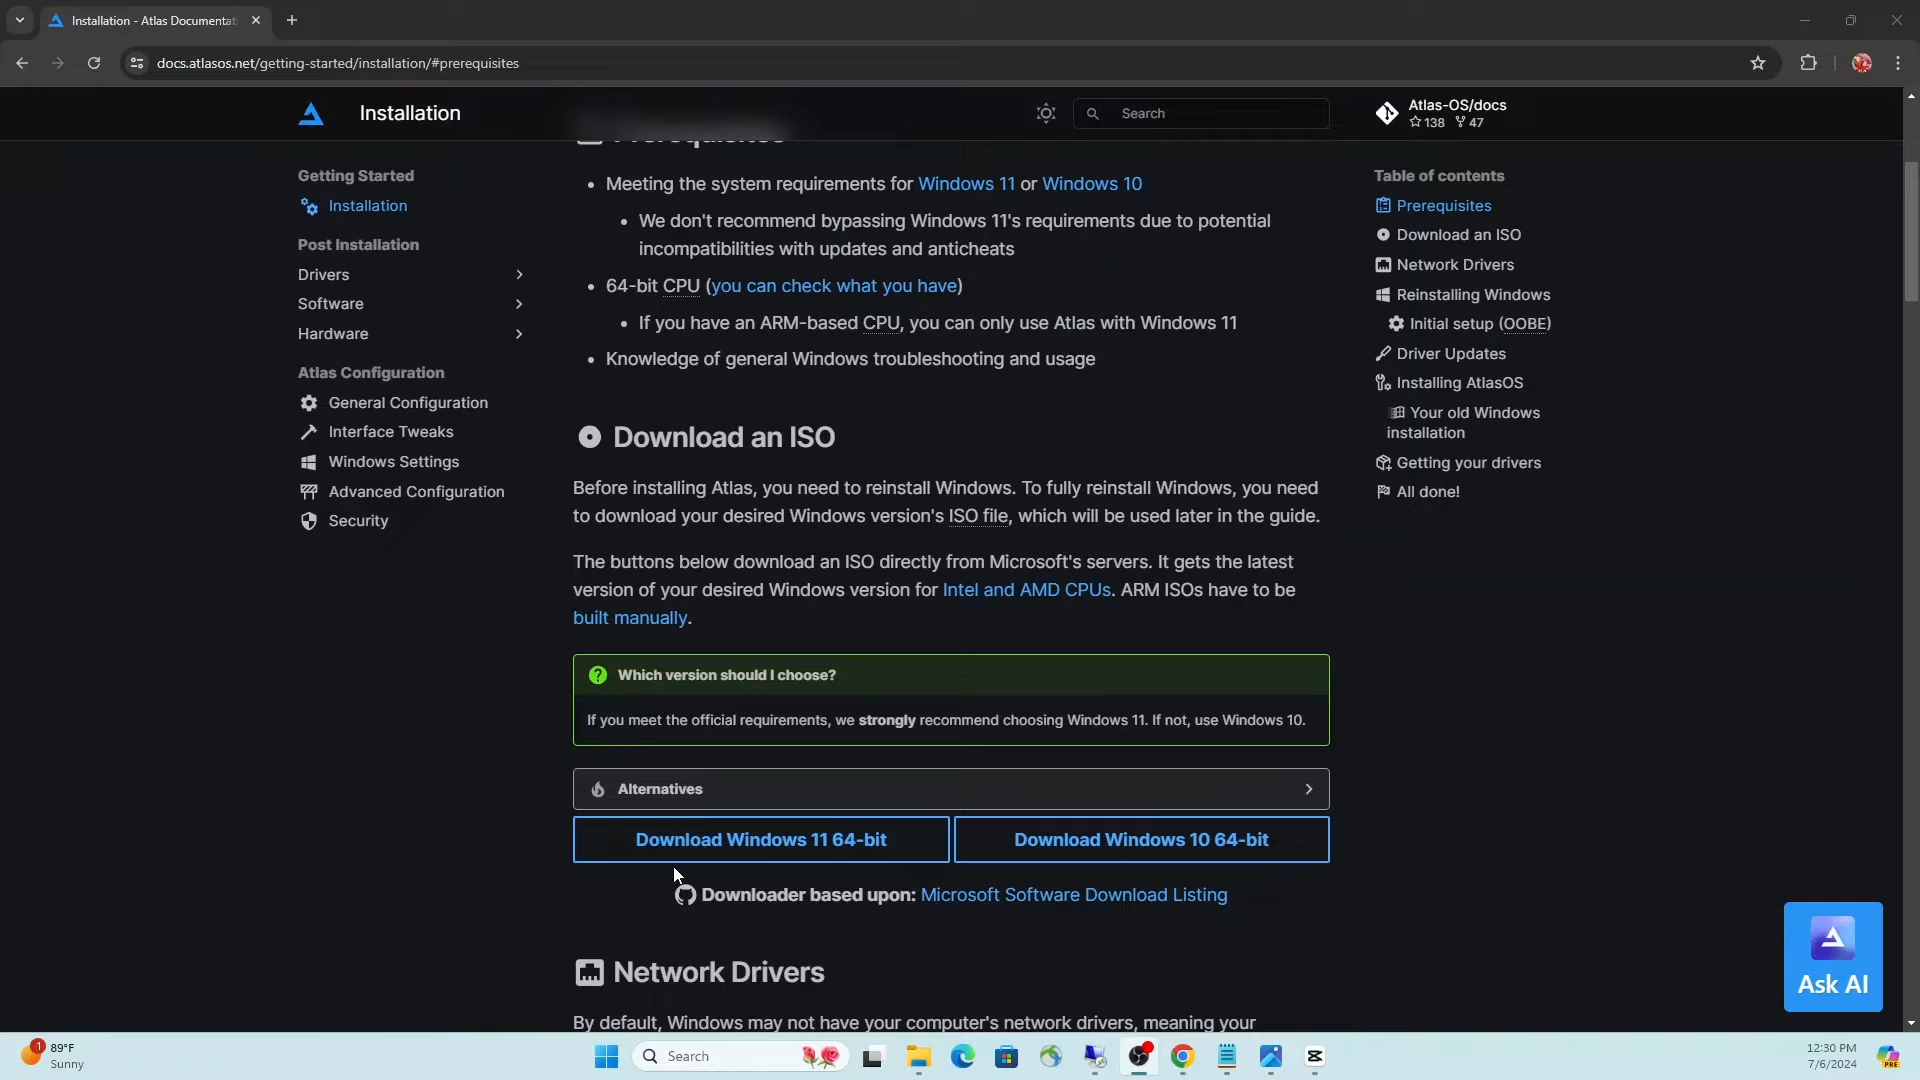 Installation - Atlas Documentati
docs.atlasos.net/getting-started/installation/#prerequisites
Installation
Search
Atlas-OS/docs
138 47
Getting Started
Installation
Post Installation
Drivers
Software
Hardware
Atlas Configuration
General Configuration
Interface Tweaks
Windows Settings
Advanced Configuration
Security
Prerequisites
Meeting the system requirements for Windows 11 or Windows 10
We don't recommend bypassing Windows 11's requirements due to potential
incompatibilities with updates and anticheats
64-bit CPU (you can check what you have)
If you have an ARM-based CPU, you can only use Atlas with Windows 11
Knowledge of general Windows troubleshooting and usage
Download an ISO
Before installing Atlas, you need to reinstall Windows. To fully reinstall Windows, you need
to download your desired Windows version's ISO file, which will be used later in the guide.
The buttons below download an ISO directly from Microsoft's servers. It gets the latest
version of your desired Windows version for Intel and AMD CPUs. ARM ISOs have to be
built manually.
Which version should I choose?
If you meet the official requirements, we strongly recommend choosing Windows 11. If not, use Windows 10.
Alternatives
Download Windows 11 64-bit
Download Windows 10 64-bit
Downloader based upon: Microsoft Software Download Listing
Network Drivers
By default, Windows may not have your computer's network drivers, meaning your
Table of contents
Prerequisites
Download an ISO
Network Drivers
Reinstalling Windows
Initial setup (OOBE)
Driver Updates
Installing AtlasOS
Your old Windows
installation
Getting your drivers
All done!
Ask AI
1
89°F
Sunny
Search
12:30 PM
7/6/2024
PRE